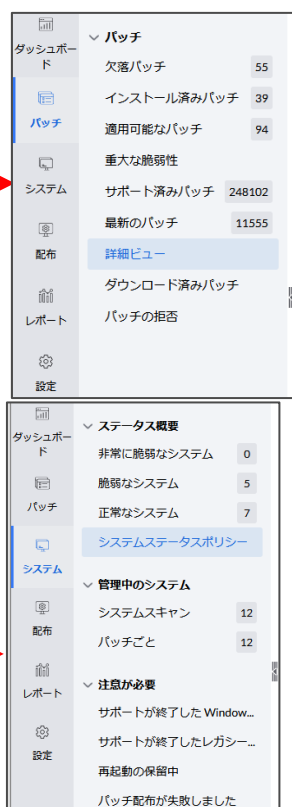 ダッシュボー
ド
パッチ
システム
配布
レポート
設定
パッチ
欠落パッチ 55
インストール済みパッチ 39
適用可能なパッチ 94
重大な脆弱性
サポート済みパッチ 248102
最新のパッチ 11555
詳細ビュー
ダウンロード済みパッチ
パッチの拒否
ダッシュボー
ド
パッチ
システム
配布
レポート
設定
ステータス概要
非常に脆弱なシステム 0
脆弱なシステム 5
正常なシステム 7
システムステータスポリシー
管理中のシステム
システムスキャン 12
パッチごと 12
注意が必要
サポートが終了した Window...
サポートが終了したレガシー...
再起動の保留中
パッチ配布が失敗しました